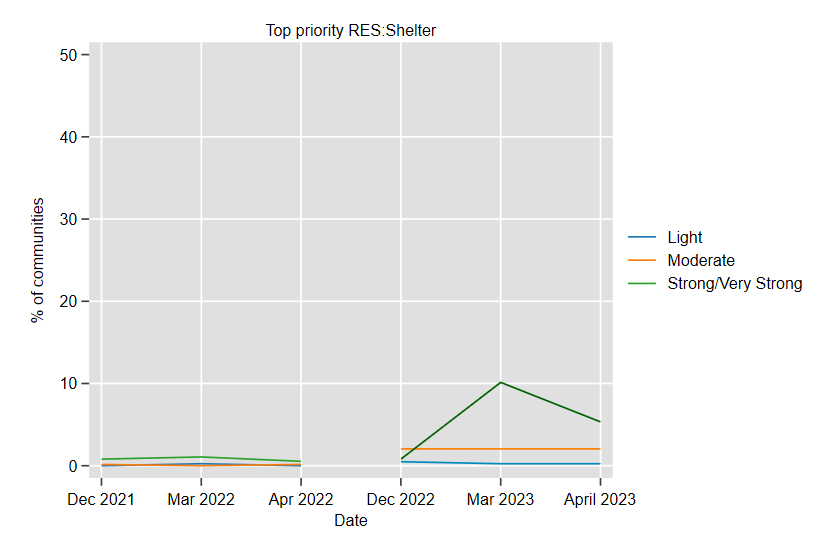 Top priority RES:Shelter
50
40
30
20
10
0
% of communities
Dec 2021 Mar 2022 Apr 2022 Dec 2022 Mar 2023 April 2023
Date
Light
Moderate
Strong/Very Strong